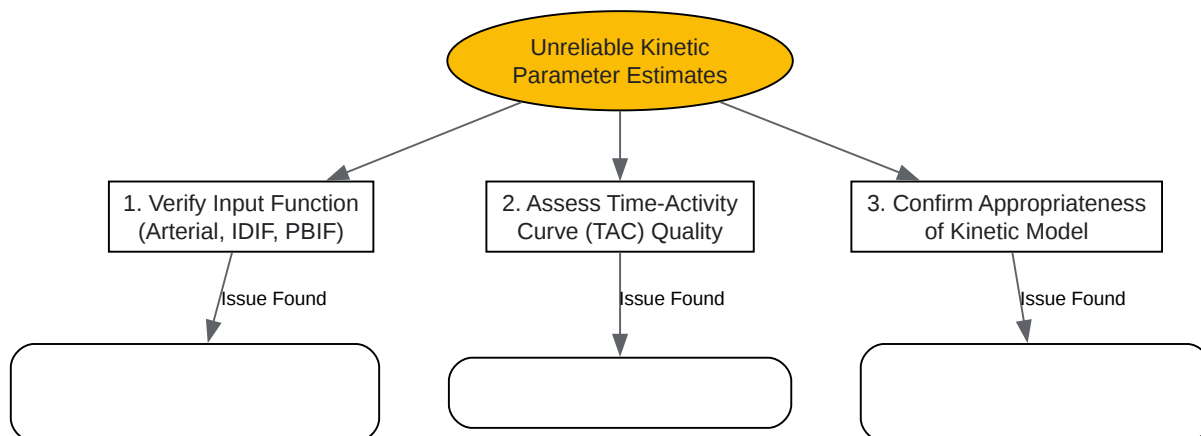 Unreliable Kinetic
Parameter Estimates
1. Verify Input Function
(Arterial, IDIF, PBIF)
2. Assess Time-Activity
Curve (TAC) Quality
3. Confirm Appropriateness
of Kinetic Model
Issue Found
Issue Found
Issue Found